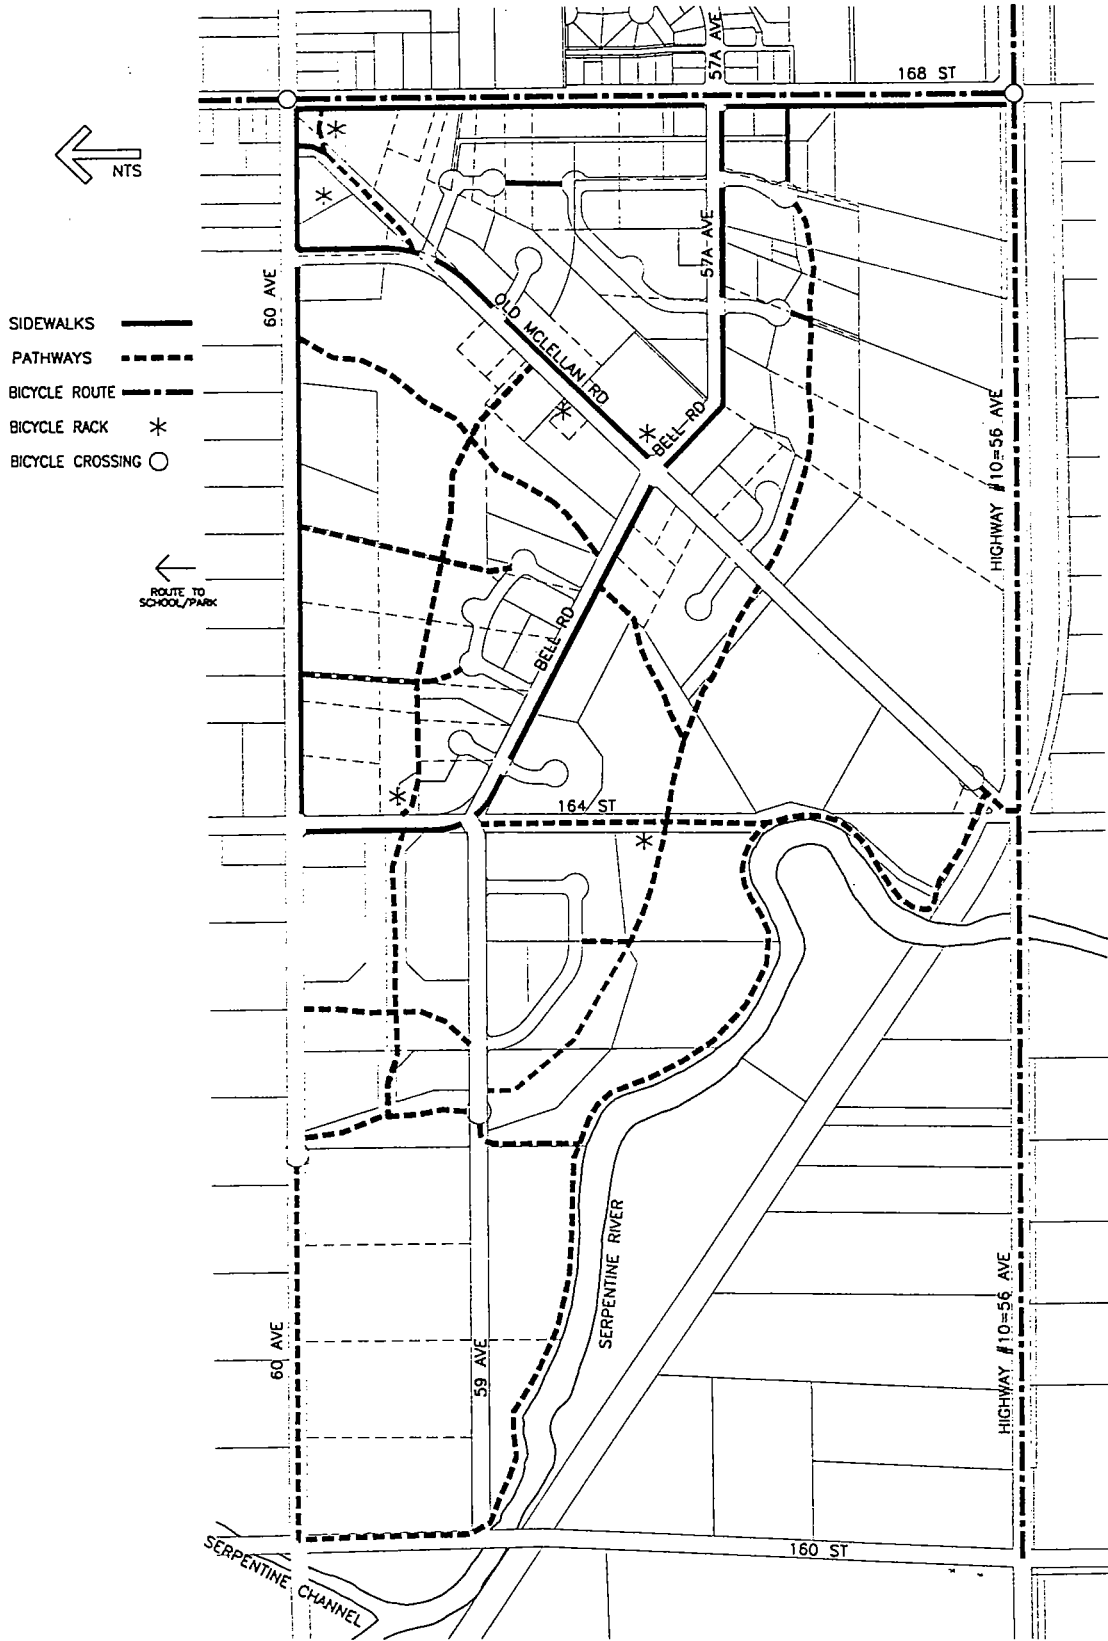 57A AVE
168 ST
NTS
57A AVE
60 AVE
OLD MCLELLAN RD
SIDEWALKS
PATHWAYS
BICYCLE ROUTE
BICYCLE RACK
BICYCLE CROSSING
BELL RD
HIGHWAY #10=56 AVE
ROUTE TO
SCHOOL/PARK
BELL RD
164 ST
SERPENTINE RIVER
60 AVE
59 AVE
HIGHWAY #10=56 AVE
160 ST
SERPENTINE CHANNEL